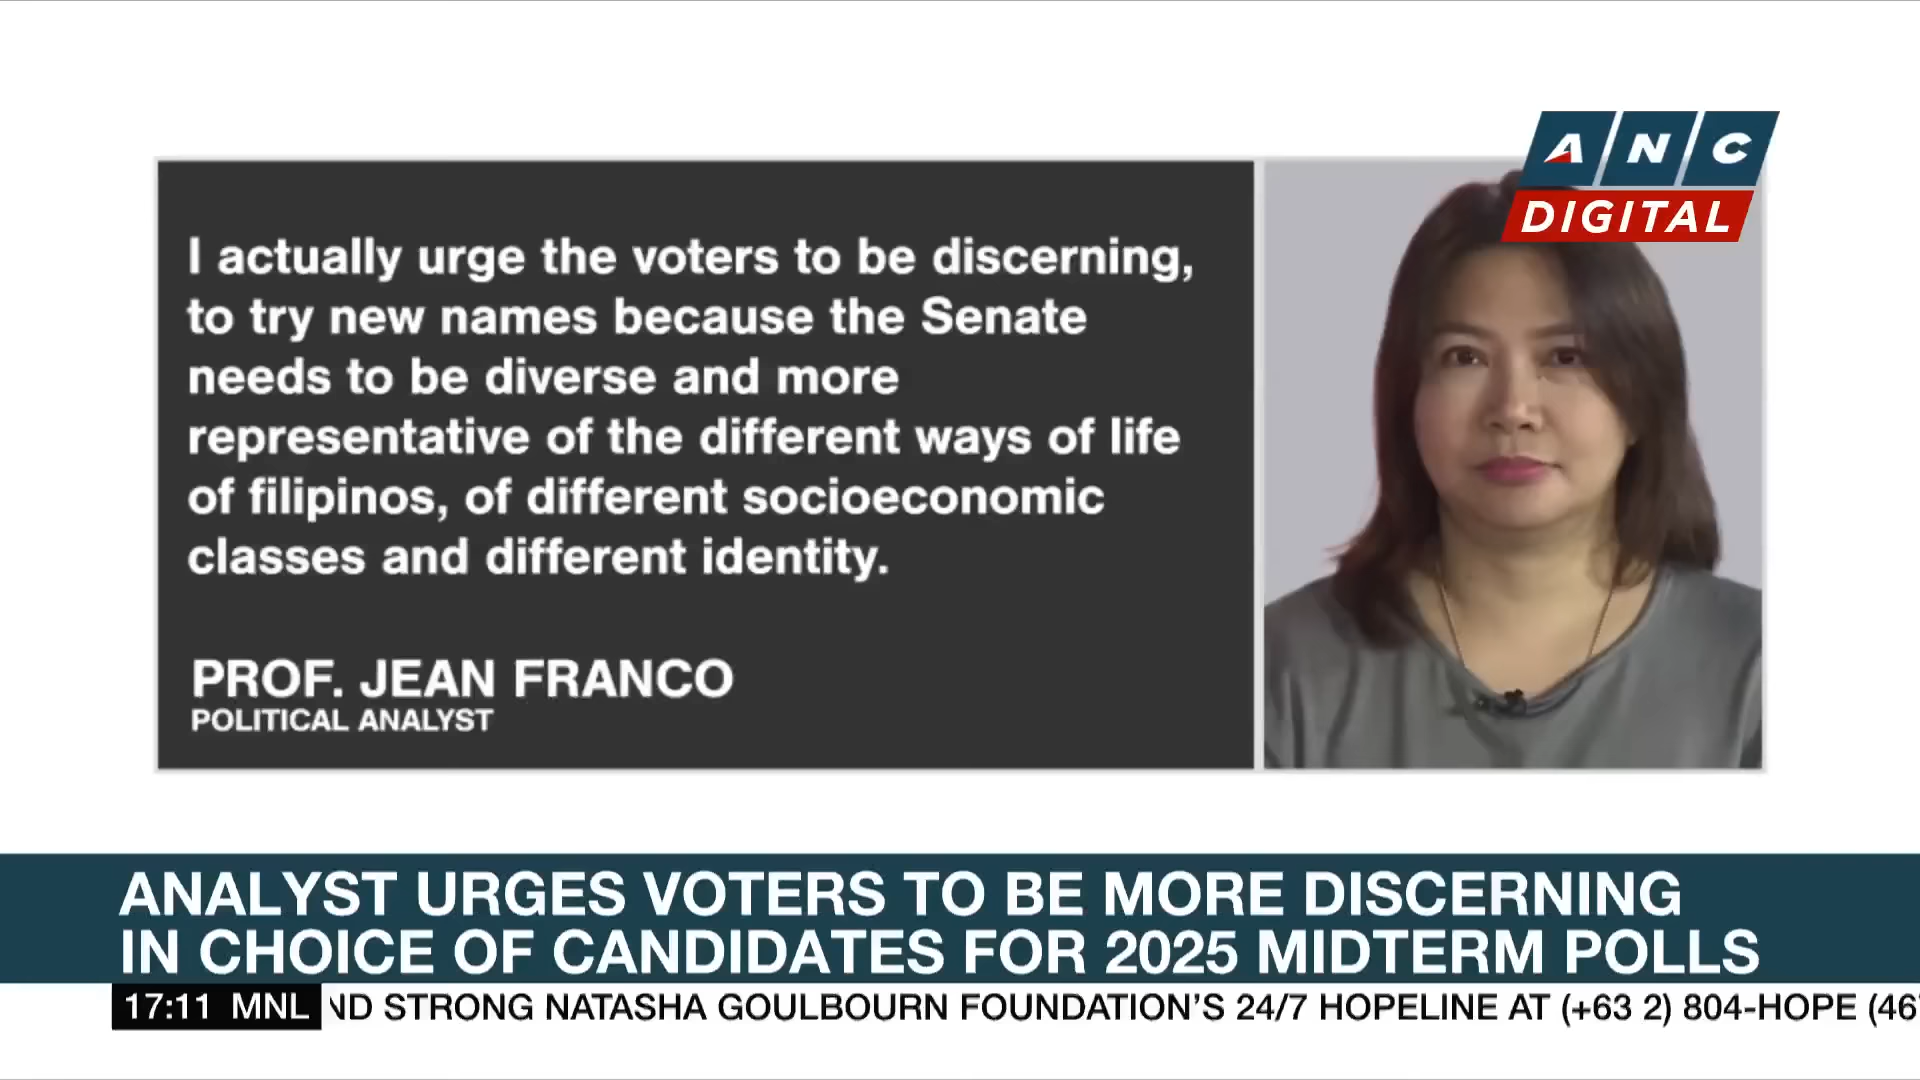 ANC
DIGITAL
I actually urge the voters to be discerning,
to try new names because the Senate
needs to be diverse and more
representative of the different ways of life
of filipinos, of different socioeconomic
classes and different identity.
PROF. JEAN FRANCO
POLITICAL ANALYST
ANALYST URGES VOTERS TO BE MORE DISCERNING
IN CHOICE OF CANDIDATES FOR 2025 MIDTERM POLLS
17:11 MNL ND STRONG NATASHA GOULBOURN FOUNDATION'S 24/7 HOPELINE AT (+63 2) 804-HOPE (46